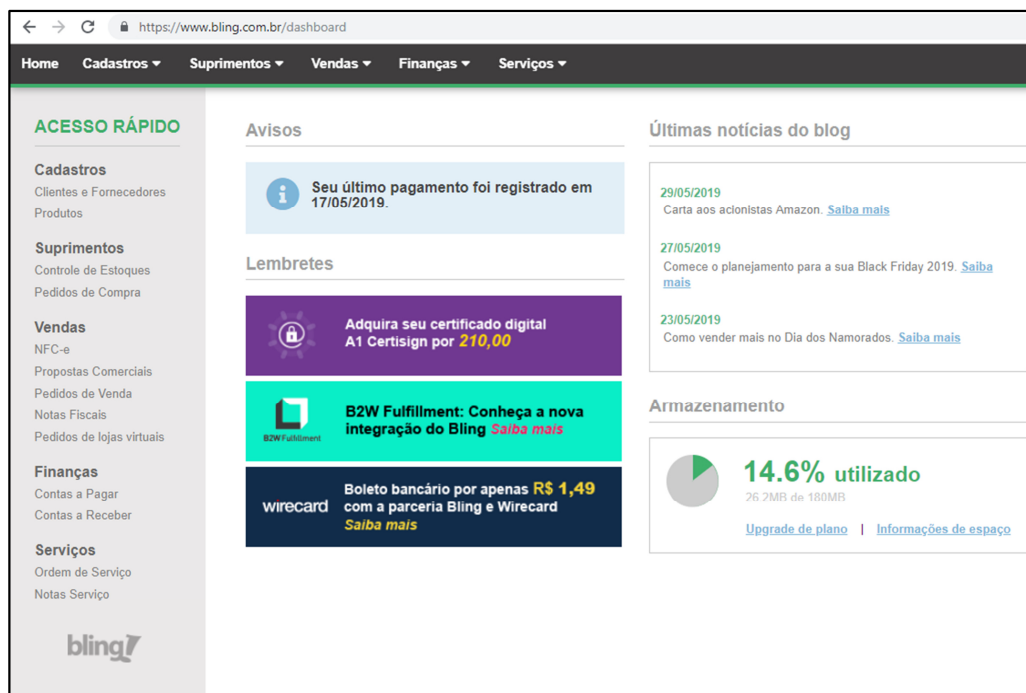 https://www.bling.com.br/dashboard
Home Cadastros Suprimentos Vendas Finanças Serviços
ACESSO RÁPIDO
Cadastros
Clientes e Fornecedores
Produtos
Suprimentos
Controle de Estoques
Pedidos de Compra
Vendas
NFC-e
Propostas Comerciais
Pedidos de Venda
Notas Fiscais
Pedidos de lojas virtuais
Finanças
Contas a Pagar
Contas a Receber
Serviços
Ordem de Serviço
Notas Serviço
bling
Avisos
Seu último pagamento foi registrado em
17/05/2019.
Lembretes
Adquira seu certificado digital
A1 Certisign por 210,00
B2W Fulfillment
B2W Fulfillment: Conheça a nova
integração do Bling Saiba mais
wirecard
Boleto bancário por apenas R$ 1,49
com a parceria Bling e Wirecard
Saiba mais
Últimas notícias do blog
29/05/2019
Carta aos acionistas Amazon. Saiba mais
27/05/2019
Comece o planejamento para a sua Black Friday 2019. Saiba
mais
23/05/2019
Como vender mais no Dia dos Namorados. Saiba mais
Armazenamento
14.6% utilizado
26.2MB de 180MB
Upgrade de plano | Informações de espaço